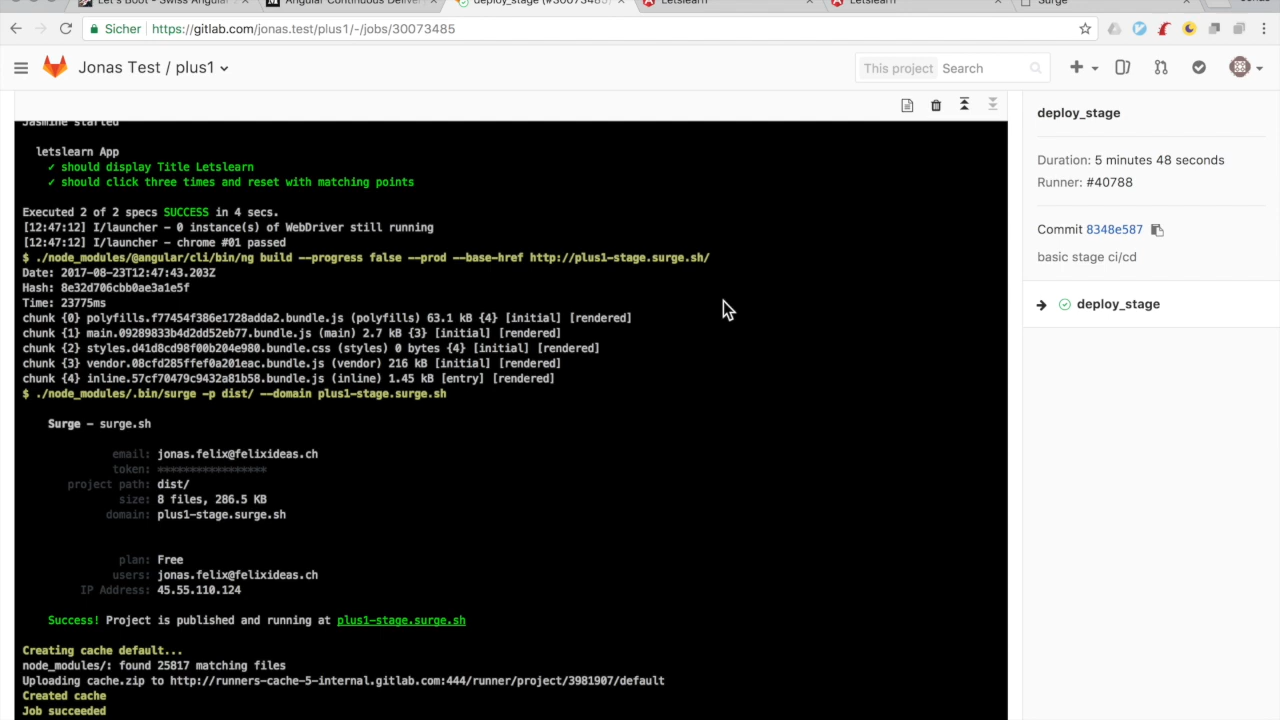 Let's Boot - Swiss Angular
Angular Continuous Deliver
deploy_stage (#30073485)
Letslearn
Letslearn
Surge
Sicher
https://gitlab.com/jonas.test/plus1/-/jobs/30073485
Jonas Test / plus1
This project Search
Jasmine started
letslearn App
✓ should display Title Letslearn
✓ should click three times and reset with matching points
Executed 2 of 2 specs SUCCESS in 4 secs.
[12:47:12] I/launcher - 0 instance(s) of WebDriver still running
[12:47:12] I/launcher - chrome #01 passed
$ ./node_modules/@angular/cli/bin/ng build --progress false --prod --base-href http://plus1-stage.surge.sh/
Date: 2017-08-23T12:47:43.203Z
Hash: 8e32d706cbb0ae3a1e5f
Time: 23775ms
chunk {0} polyfills.f77454f386e1728adda2.bundle.js (polyfills) 63.1 kB {4} [initial] [rendered]
chunk {1} main.09289833b4d2dd52eb77.bundle.js (main) 2.7 kB {3} [initial] [rendered]
chunk {2} styles.d41d8cd98f00b204e980.bundle.css (styles) 0 bytes {4} [initial] [rendered]
chunk {3} vendor.08cfd285ffef0a201eac.bundle.js (vendor) 216 kB [initial] [rendered]
chunk {4} inline.57cf70479c9432a81b58.bundle.js (inline) 1.45 kB [entry] [rendered]
$ ./node_modules/.bin/surge -p dist/ --domain plus1-stage.surge.sh
Surge - surge.sh
email: jonas.felix@felixideas.ch
token: *****************
project path: dist/
size: 8 files, 286.5 KB
domain: plus1-stage.surge.sh
plan: Free
users: jonas.felix@felixideas.ch
IP Address: 45.55.110.124
Success! Project is published and running at plus1-stage.surge.sh
Creating cache default...
node_modules/: found 25817 matching files
Uploading cache.zip to http://runners-cache-5-internal.gitlab.com:444/runner/project/3981907/default
Created cache
Job succeeded
deploy_stage
Duration: 5 minutes 48 seconds
Runner: #40788
Commit 8348e587
basic stage ci/cd
deploy_stage